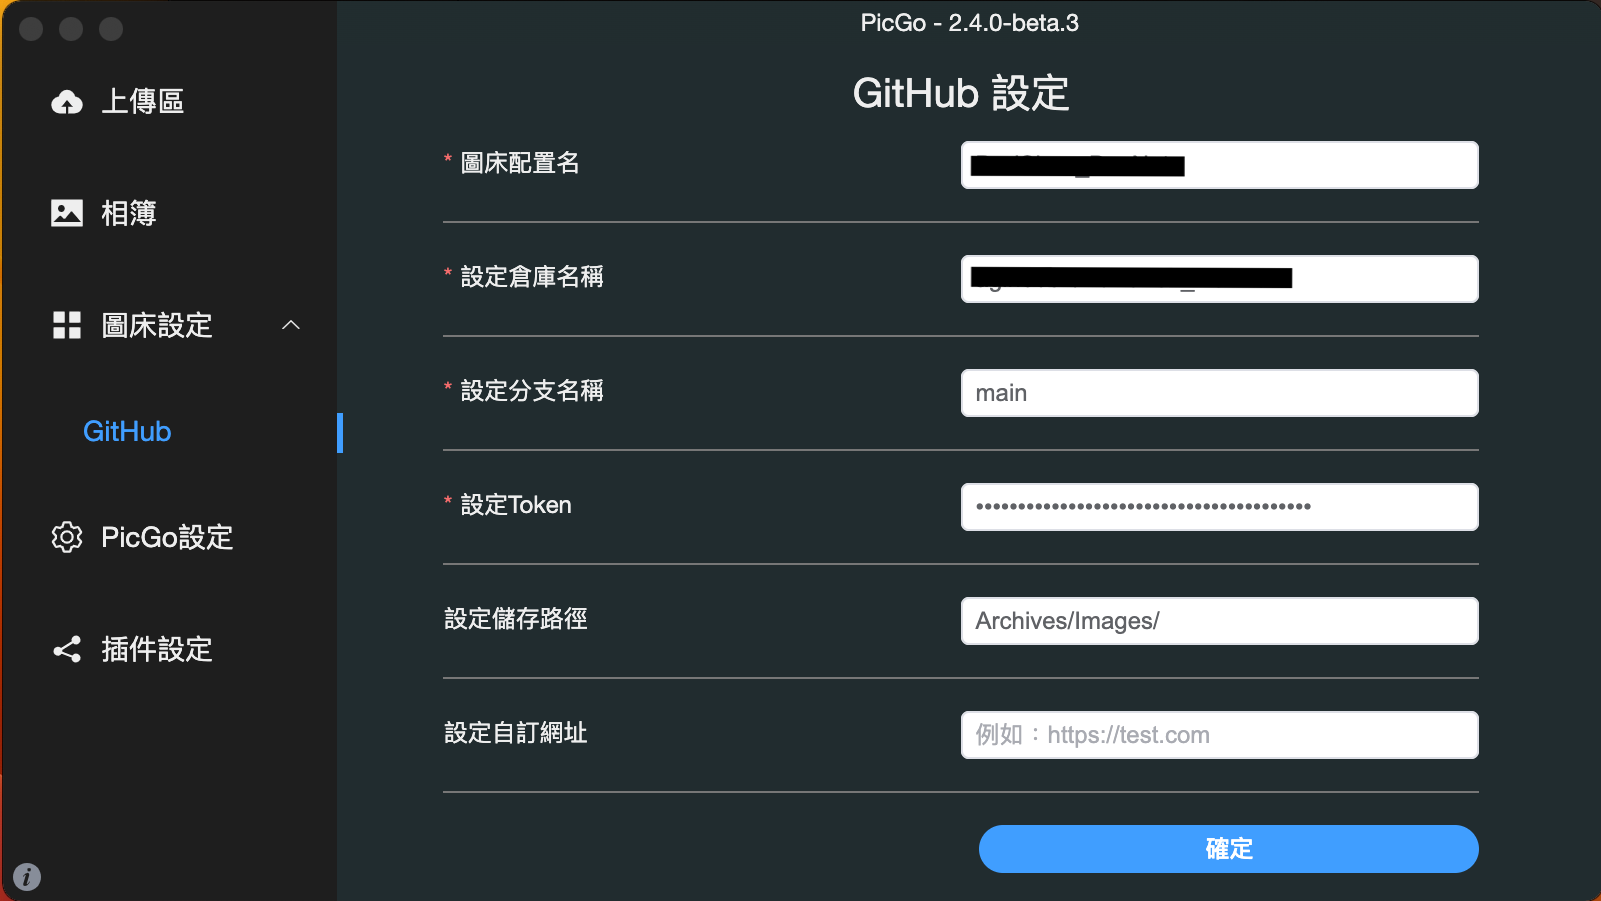 PicGo - 2.4.0-beta.3
上傳區
相簿
圖床設定
GitHub
PicGo設定
插件設定
GitHub 設定
* 圖床配置名
* 設定倉庫名稱
* 設定分支名稱
main
* 設定Token
••••••••••••••••••••••••••••••••••••••••
設定儲存路徑
Archives/Images/
設定自訂網址
例如：https://test.com
確定